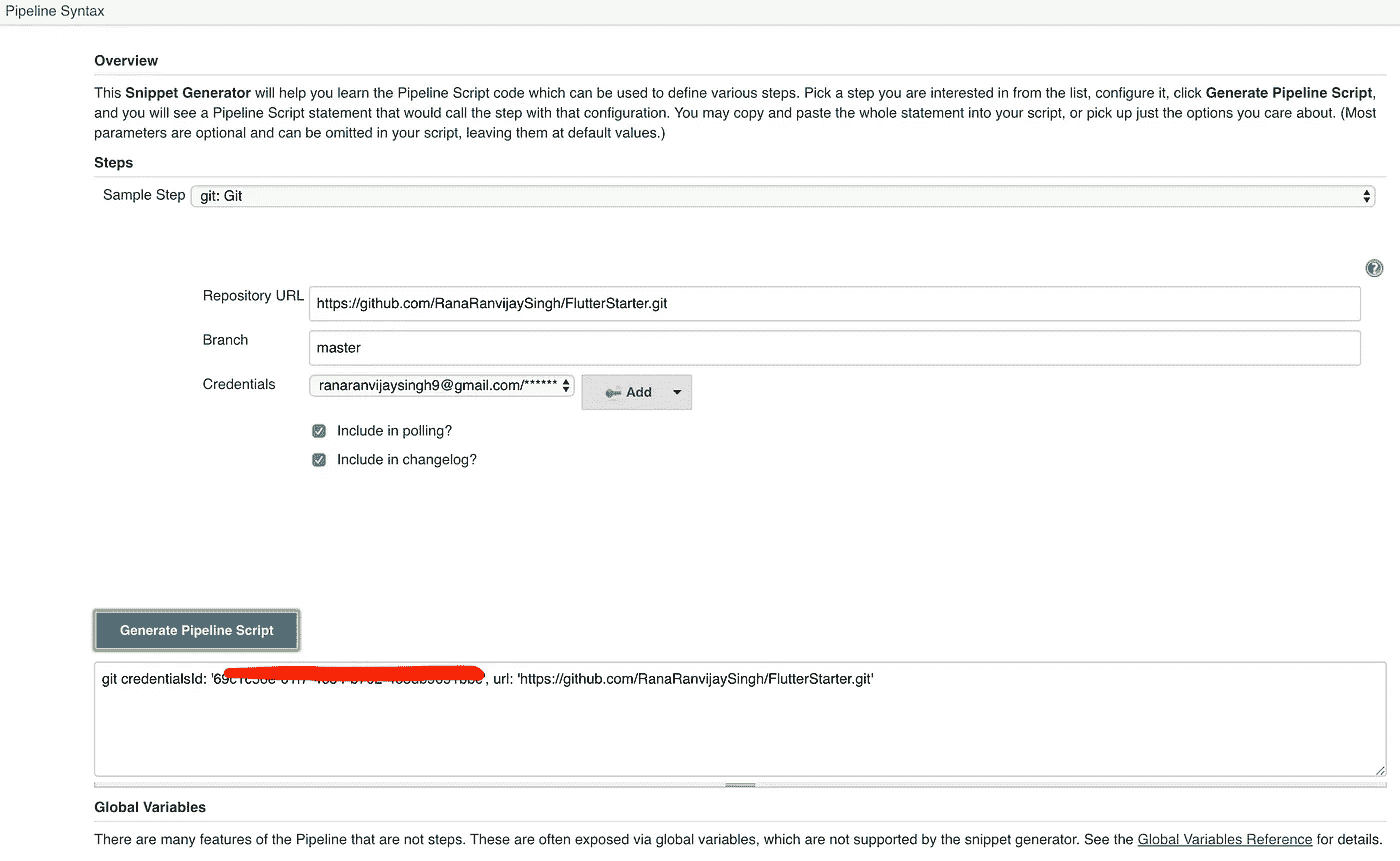 Pipeline Syntax
Overview
This Snippet Generator will help you learn the Pipeline Script code which can be used to define various steps. Pick a step you are interested in from the list, configure it, click Generate Pipeline Script,
and you will see a Pipeline Script statement that would call the step with that configuration. You may copy and paste the whole statement into your script, or pick up just the options you care about. (Most
parameters are optional and can be omitted in your script, leaving them at default values.)
Steps
Sample Step git: Git
Repository URL https://github.com/RanaRanvijaySingh/FlutterStarter.git
Branch master
Credentials ranaranvijaysingh9@gmail.com/****** Add
Include in polling?
Include in changelog?
Generate Pipeline Script
git credentialsId: ', url: 'https://github.com/RanaRanvijaySingh/FlutterStarter.git'
Global Variables
There are many features of the Pipeline that are not steps. These are often exposed via global variables, which are not supported by the snippet generator. See the Global Variables Reference for details.